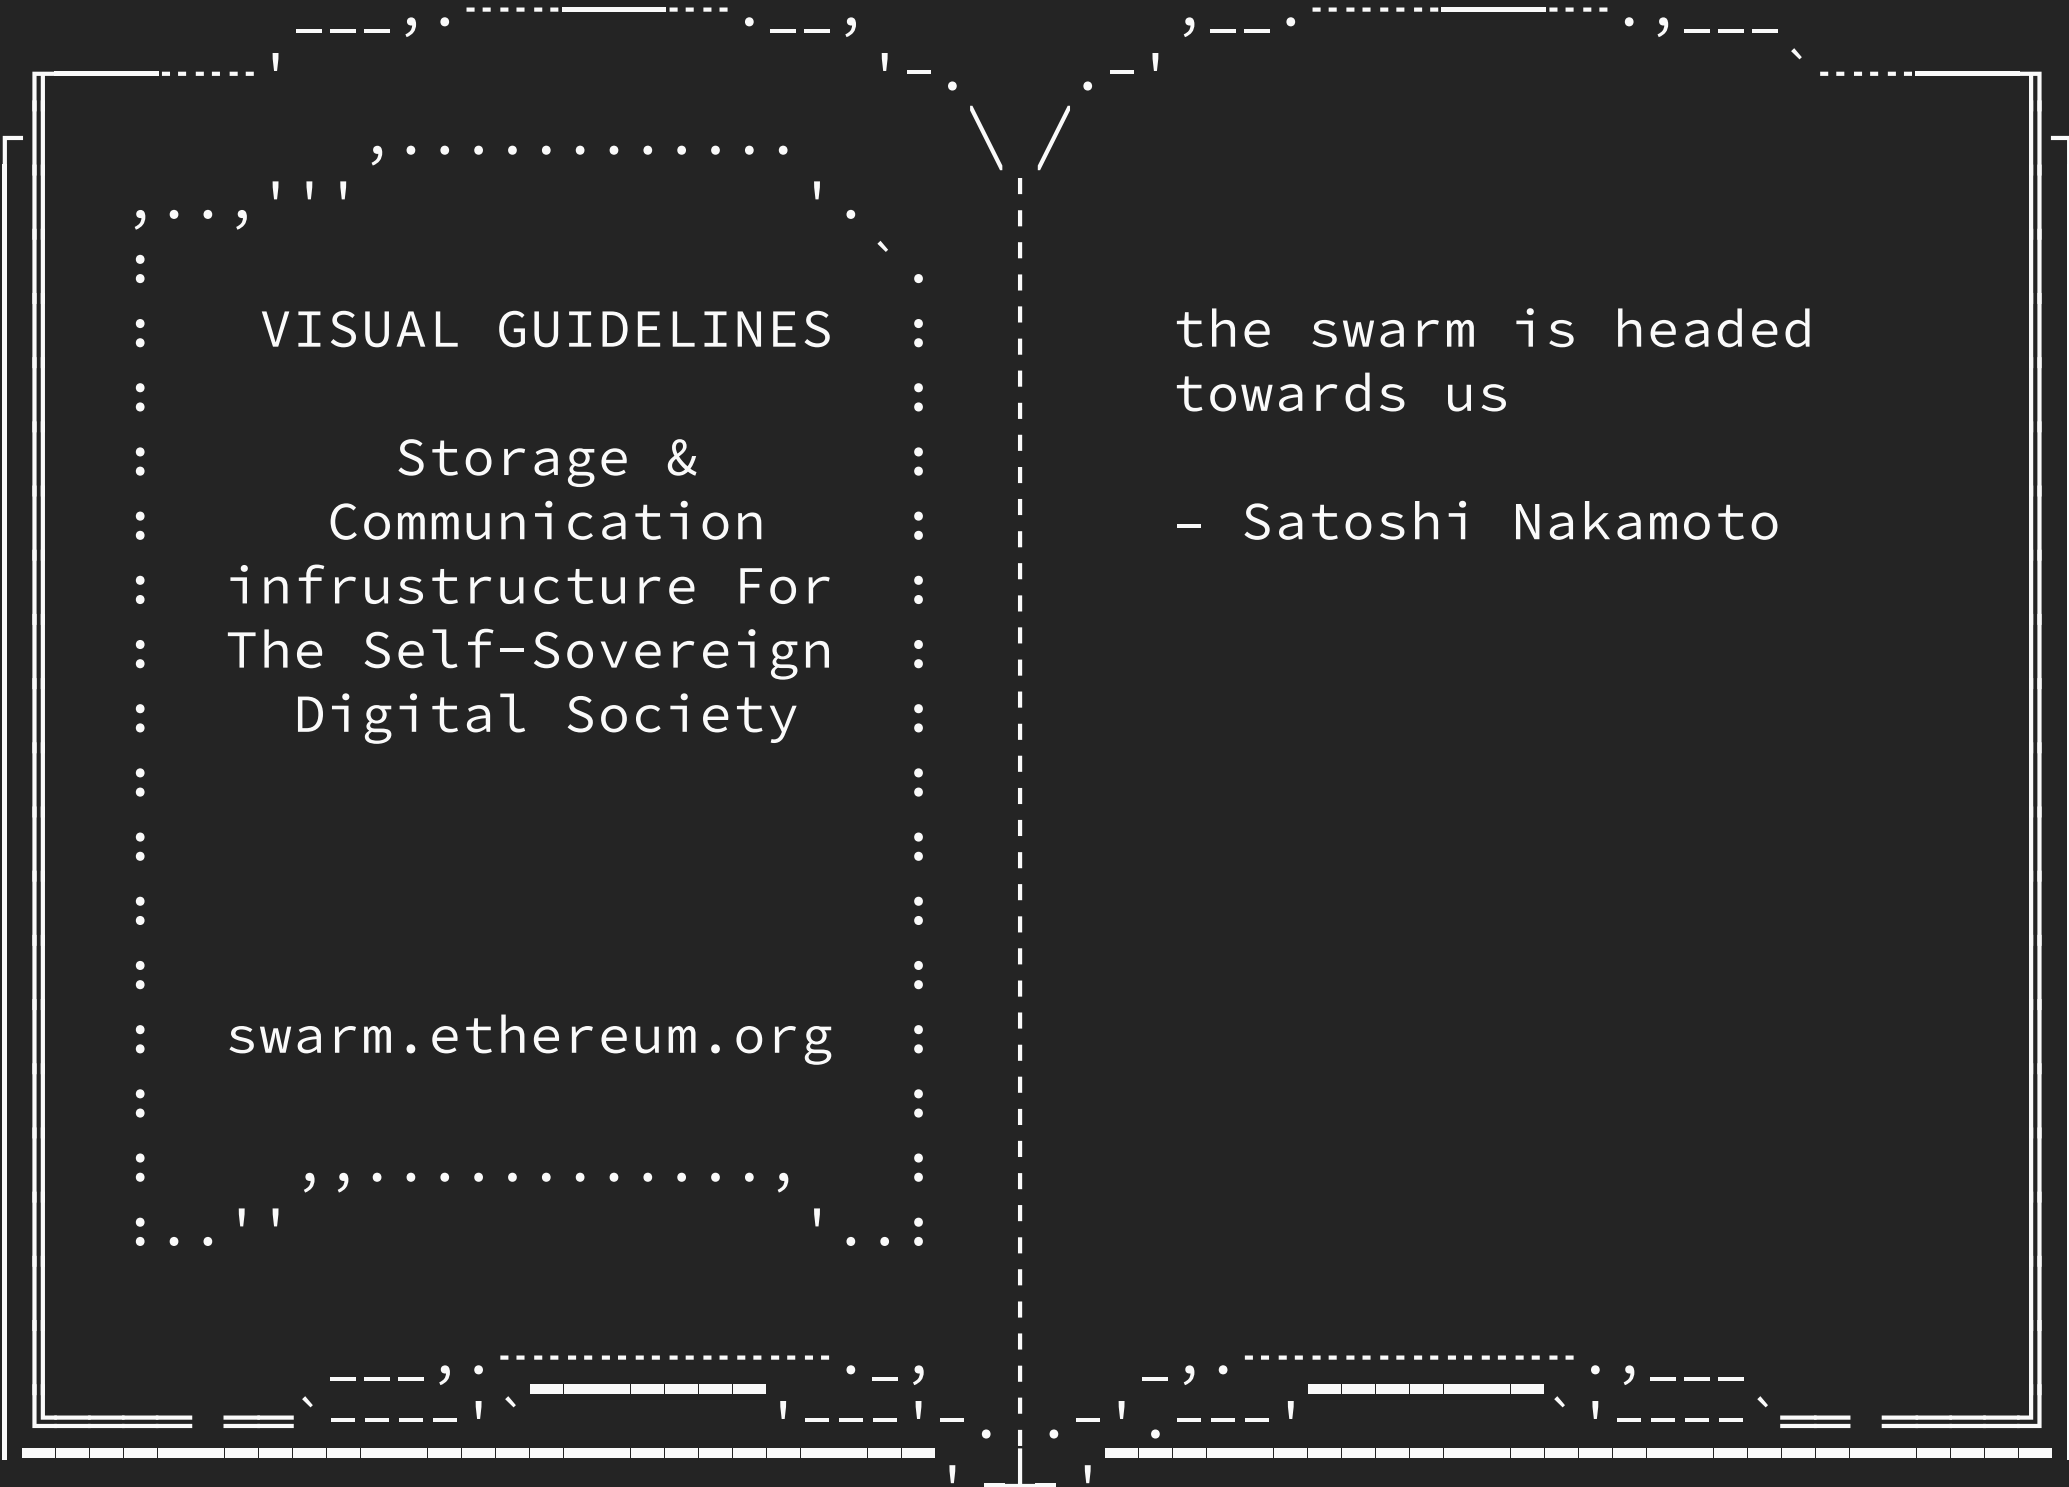 VISUAL GUIDELINES
Storage &
Communication
infrustructure For
The Self-Sovereign
Digital Society
swarm.ethereum.org
the swarm is headed
towards us
– Satoshi Nakamoto